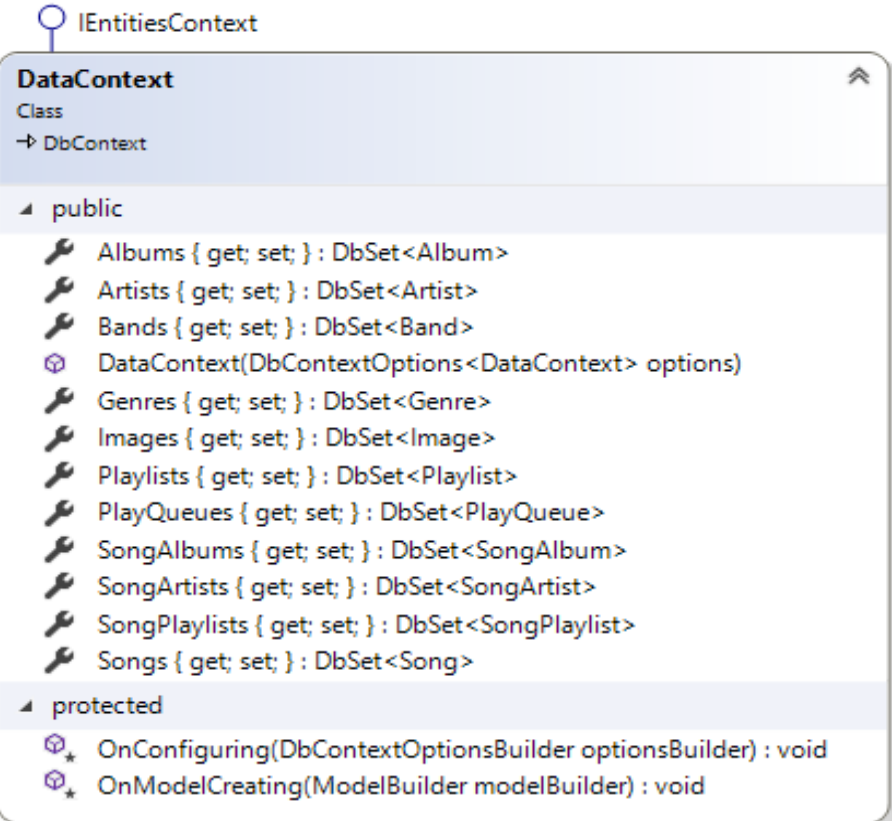 IEntitiesContext
DataContext
Class
DbContext
public
Albums { get; set; } : DbSet<Album>
Artists { get; set; } : DbSet<Artist>
Bands { get; set; } : DbSet<Band>
DataContext(DbContextOptions<DataContext> options)
Genres { get; set; } : DbSet<Genre>
Images { get; set; } : DbSet<Image>
Playlists { get; set; } : DbSet<Playlist>
PlayQueues { get; set; } : DbSet<PlayQueue>
SongAlbums { get; set; } : DbSet<SongAlbum>
SongArtists { get; set; } : DbSet<SongArtist>
SongPlaylists { get; set; } : DbSet<SongPlaylist>
Songs { get; set; } : DbSet<Song>
protected
OnConfiguring(DbContextOptionsBuilder optionsBuilder) : void
OnModelCreating(ModelBuilder modelBuilder) : void